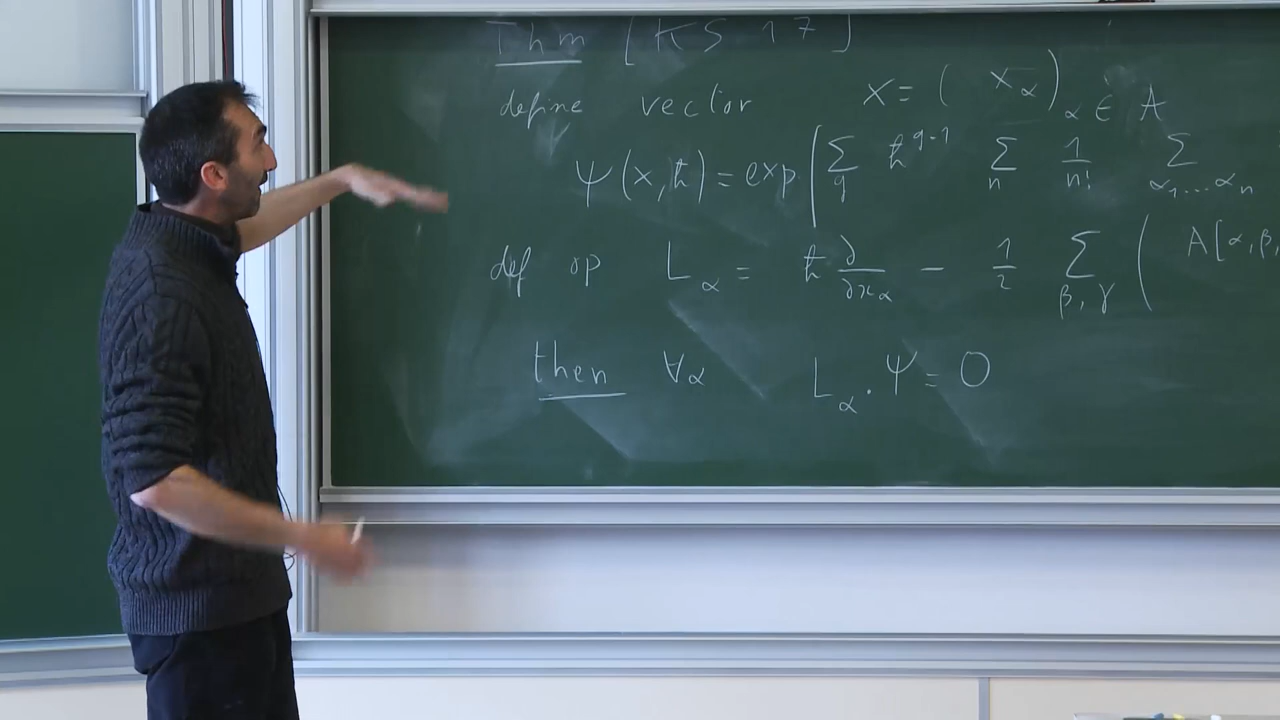 Thm [KS 17]
define vector x = ( x_α )_{α ∈ A}
ψ(x,ħ) = exp ( Σ_g ħ^{g-1} Σ_n 1/n! Σ_{α_1...α_n}
def op L_α = ħ ∂/∂x_α − 1/2 Σ_{β,γ} ( A[α,β,
then ∀α L_α . ψ = 0